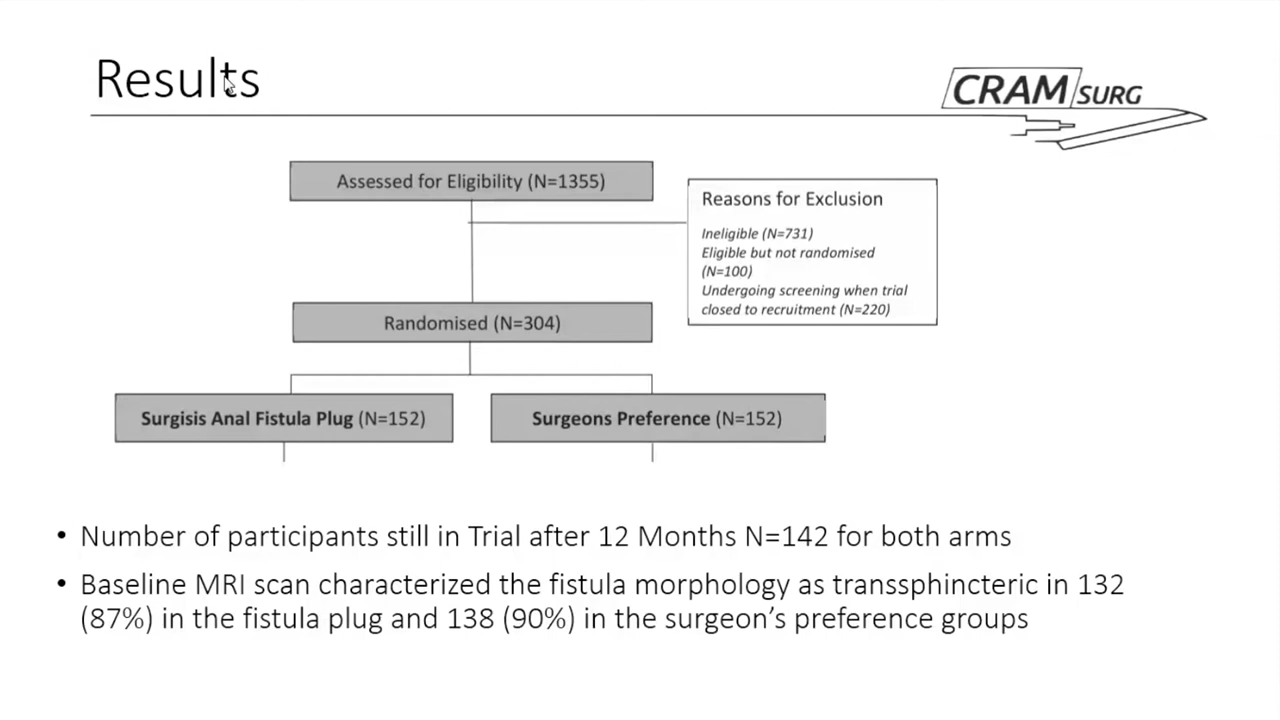 Results
CRAM SURG
Assessed for Eligibility (N=1355)
Reasons for Exclusion
Ineligible (N=731)
Eligible but not randomised
(N=100)
Undergoing screening when trial
closed to recruitment (N=220)
Randomised (N=304)
Surgisis Anal Fistula Plug (N=152)
Surgeons Preference (N=152)
• Number of participants still in Trial after 12 Months N=142 for both arms
• Baseline MRI scan characterized the fistula morphology as transsphincteric in 132
(87%) in the fistula plug and 138 (90%) in the surgeon’s preference groups